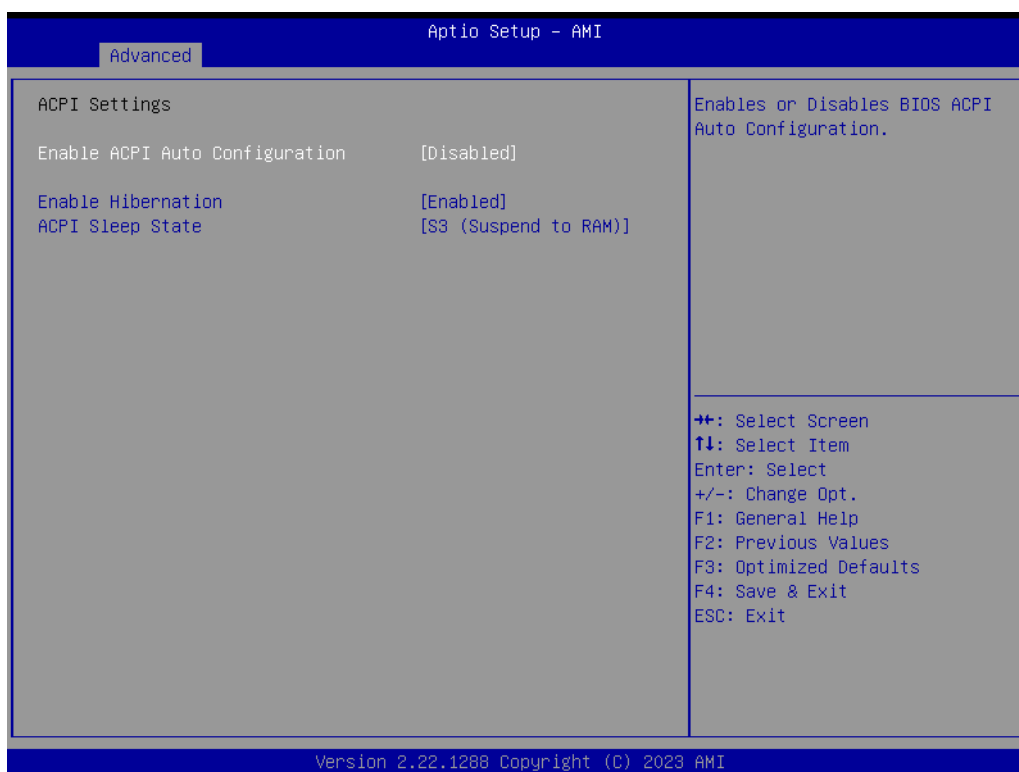 Aptio Setup – AMI
Advanced
ACPI Settings
Enable ACPI Auto Configuration [Disabled]
Enable Hibernation [Enabled]
ACPI Sleep State [S3 (Suspend to RAM)]
Enables or Disables BIOS ACPI
Auto Configuration.
→←: Select Screen
↑↓: Select Item
Enter: Select
+/-: Change Opt.
F1: General Help
F2: Previous Values
F3: Optimized Defaults
F4: Save & Exit
ESC: Exit
Version 2.22.1288 Copyright (C) 2023 AMI